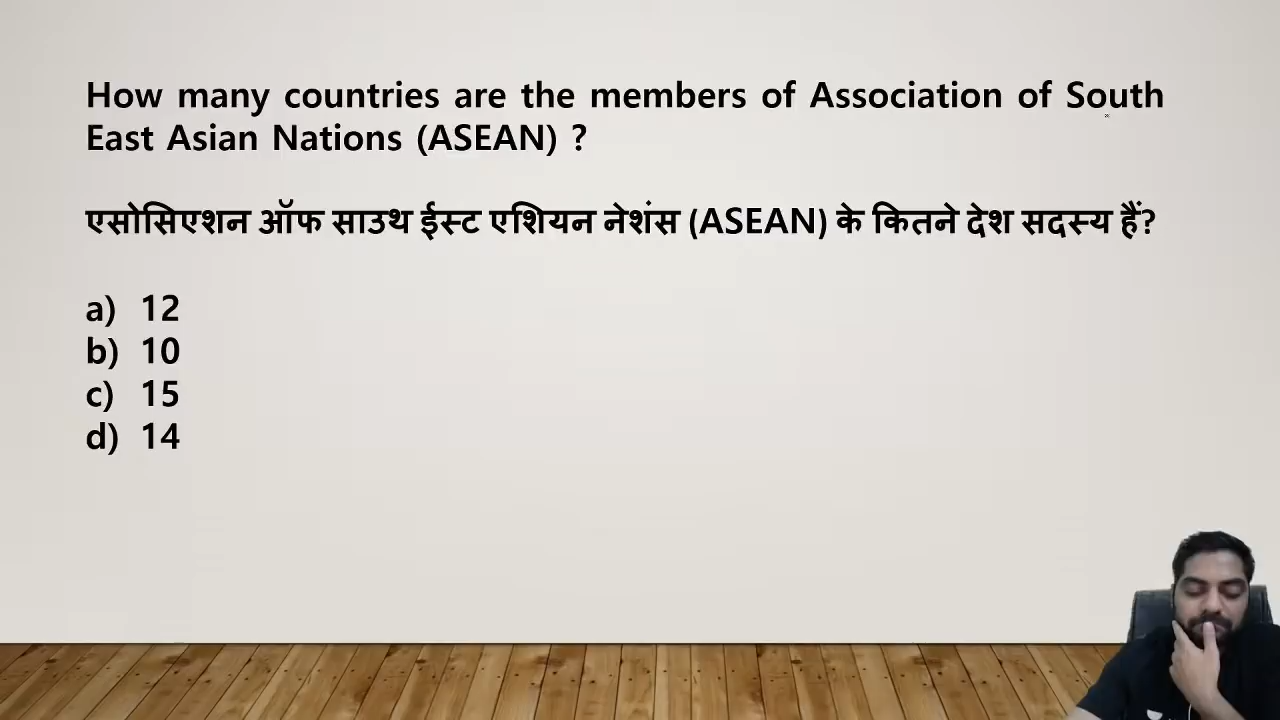 How many countries are the members of Association of South
East Asian Nations (ASEAN) ?
एसोसिएशन ऑफ साउथ ईस्ट एशियन नेशंस (ASEAN) के कितने देश सदस्य हैं?
a) 12
b) 10
c) 15
d) 14